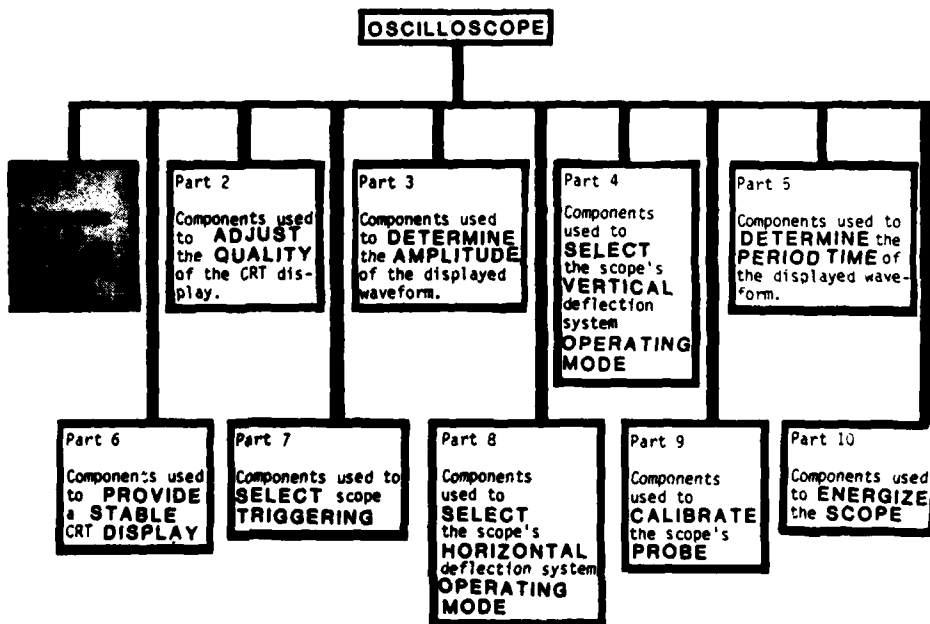 OSCILLOSCOPE
Part 2
Components used
to ADJUST
the QUALITY
of the CRT dis-
play.
Part 3
Components used
to DETERMINE
the AMPLITUDE
of the displayed
waveform.
Part 4
Components
used to
SELECT
the scope's
VERTICAL
deflection
system
OPERATING
MODE
Part 5
Components used to
DETERMINE the
PERIOD TIME of
the displayed wave-
form.
Part 6
Components used
to PROVIDE
a STABLE
CRT DISPLAY
Part 7
Components used to
SELECT scope
TRIGGERING
Part 8
Components
used to
SELECT
the scope's
HORIZONTAL
deflection system
OPERATING
MODE
Part 9
Components
used to
CALIBRATE
the scope's
PROBE
Part 10
Components used
to ENERGIZE
the SCOPE